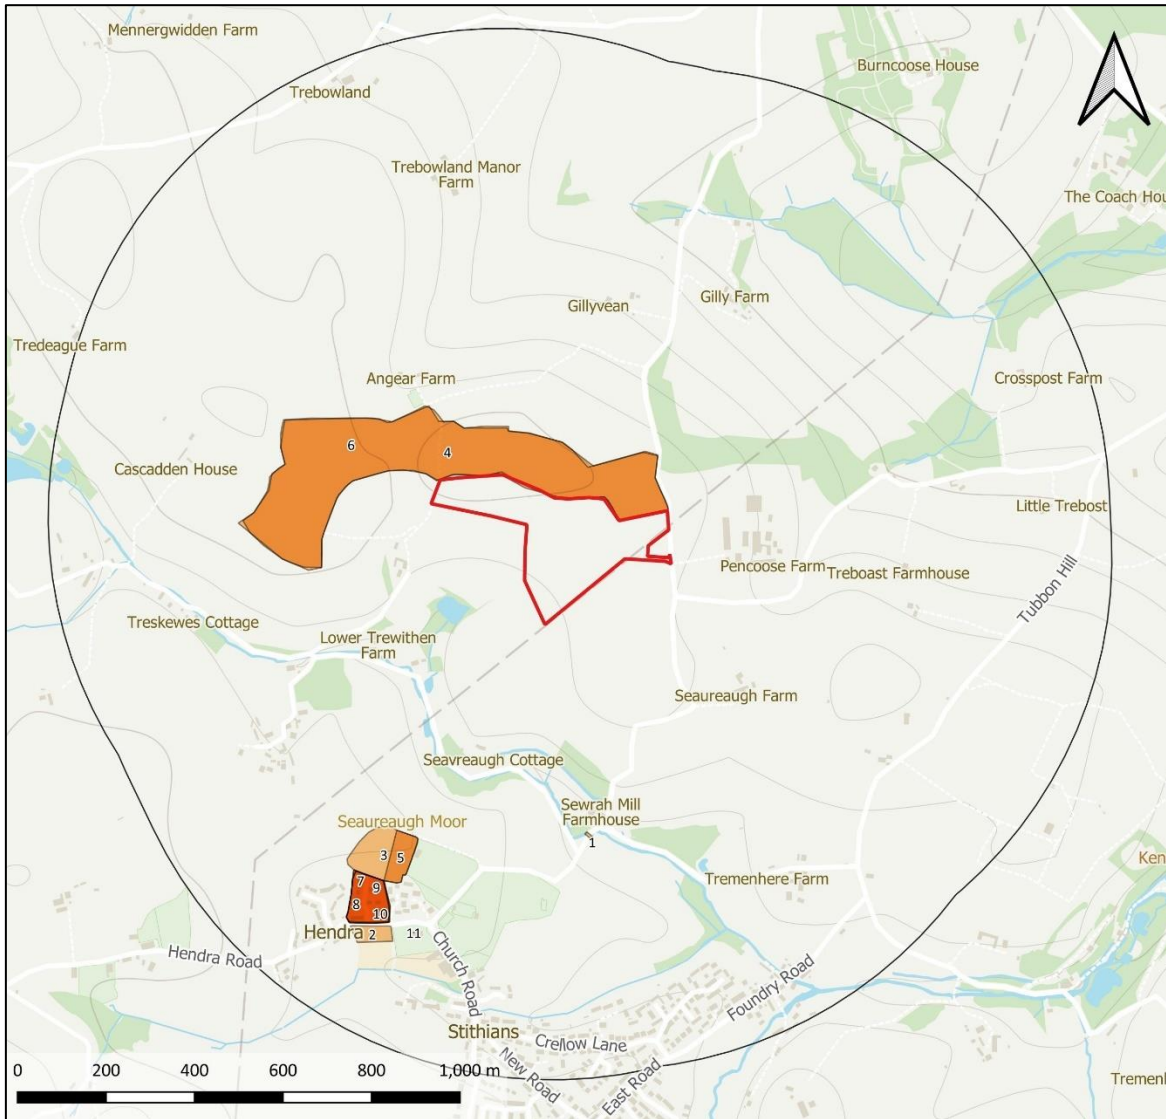 Mennergwidden Farm
Burncoose House
Trebowland
Trebowland Manor
Farm
The Coach Hou
Gillyvean
Gilly Farm
Tredeague Farm
Angear Farm
Crosspost Farm
6
4
Cascadden House
Little Trebost
Pencoose Farm
Treboast Farmhouse
Tubbon Hill
Treskewes Cottage
Lower Trewithen
Farm
Seaureaugh Farm
Seavreaugh Cottage
Sewrah Mill
Farmhouse
1
Seaureaugh Moor
3
5
Ken
7
9
Tremenhere Farm
8
10
Hendra
2
11
Hendra Road
Church Road
Foundry Road
Stithians
Crellow Lane
New Road
East Road
Tremenh
0 200 400 600 800 1,000 m